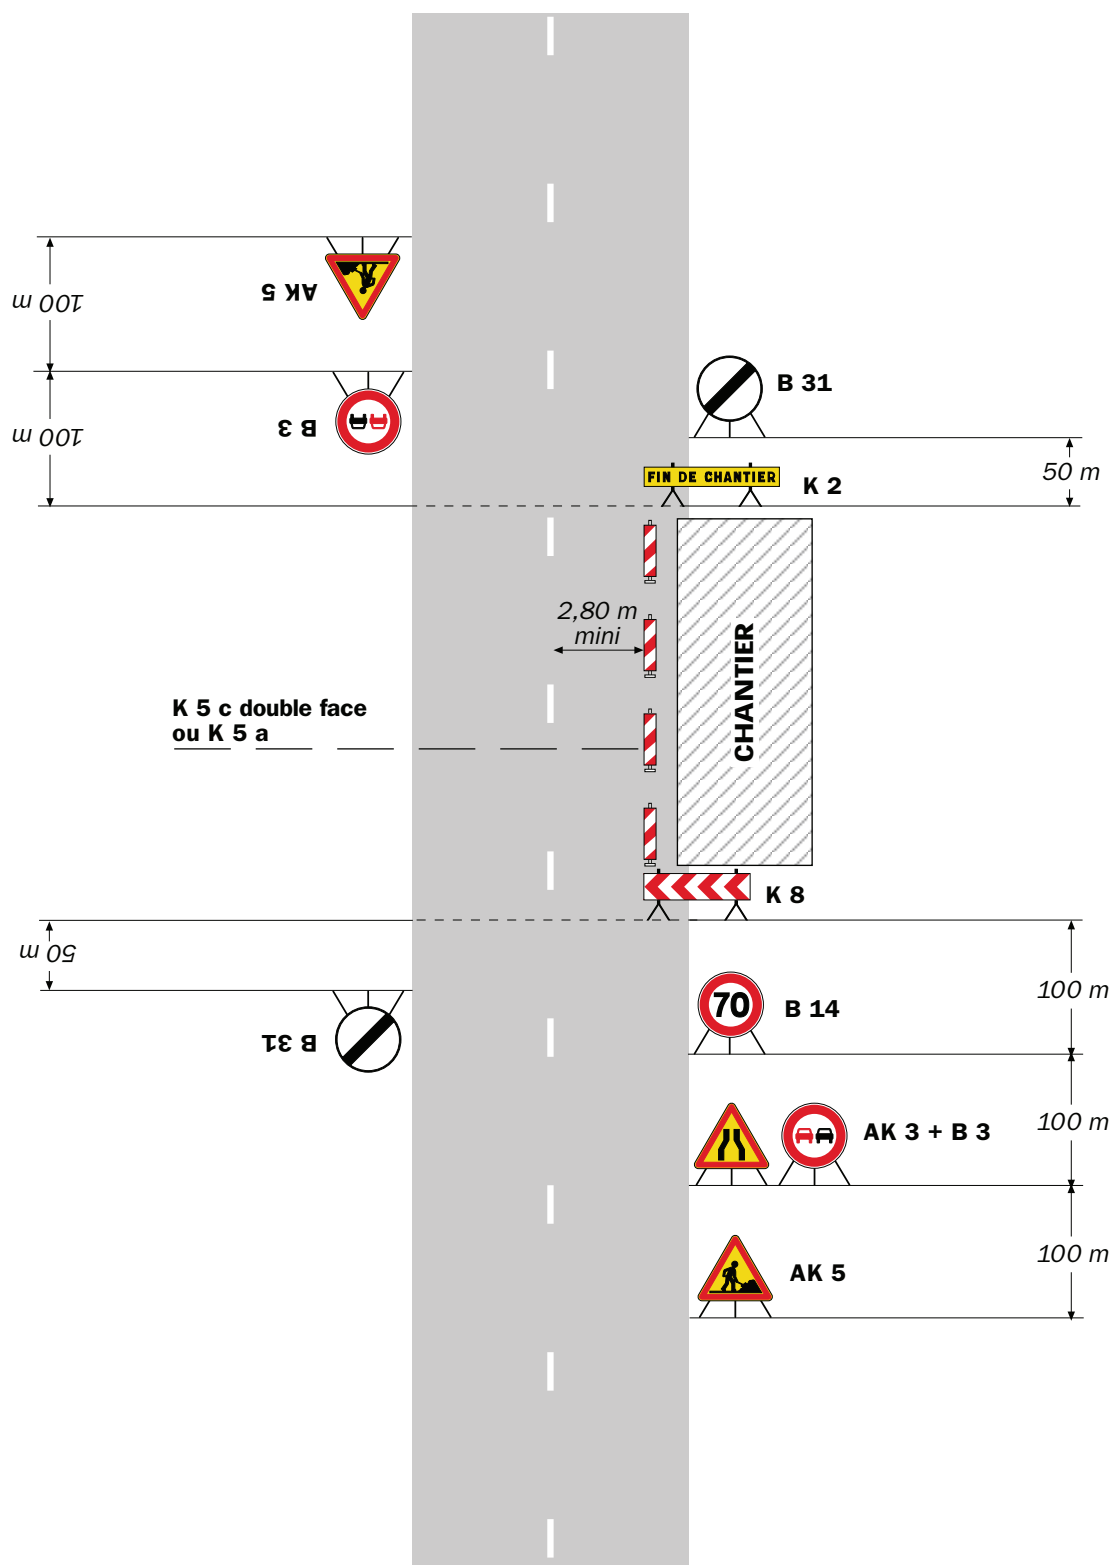 AK 5
100 m
B 3
100 m
B 31
50 m
FIN DE CHANTIER
K 2
2,80 m
mini
CHANTIER
K 5 c double face
ou K 5 a
K 8
50 m
B 31
70
B 14
100 m
AK 3 + B 3
100 m
AK 5
100 m